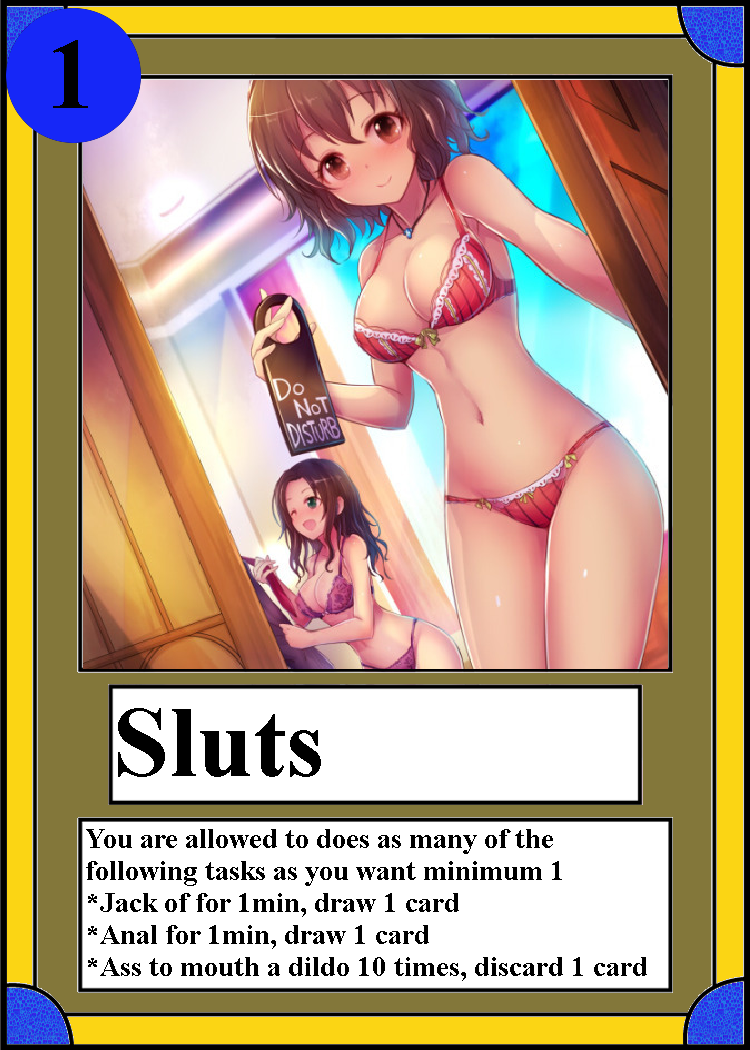 1
Do
Not
Disturb
Sluts
You are allowed to does as many of the
following tasks as you want minimum 1
*Jack of for 1min, draw 1 card
*Anal for 1min, draw 1 card
*Ass to mouth a dildo 10 times, discard 1 card